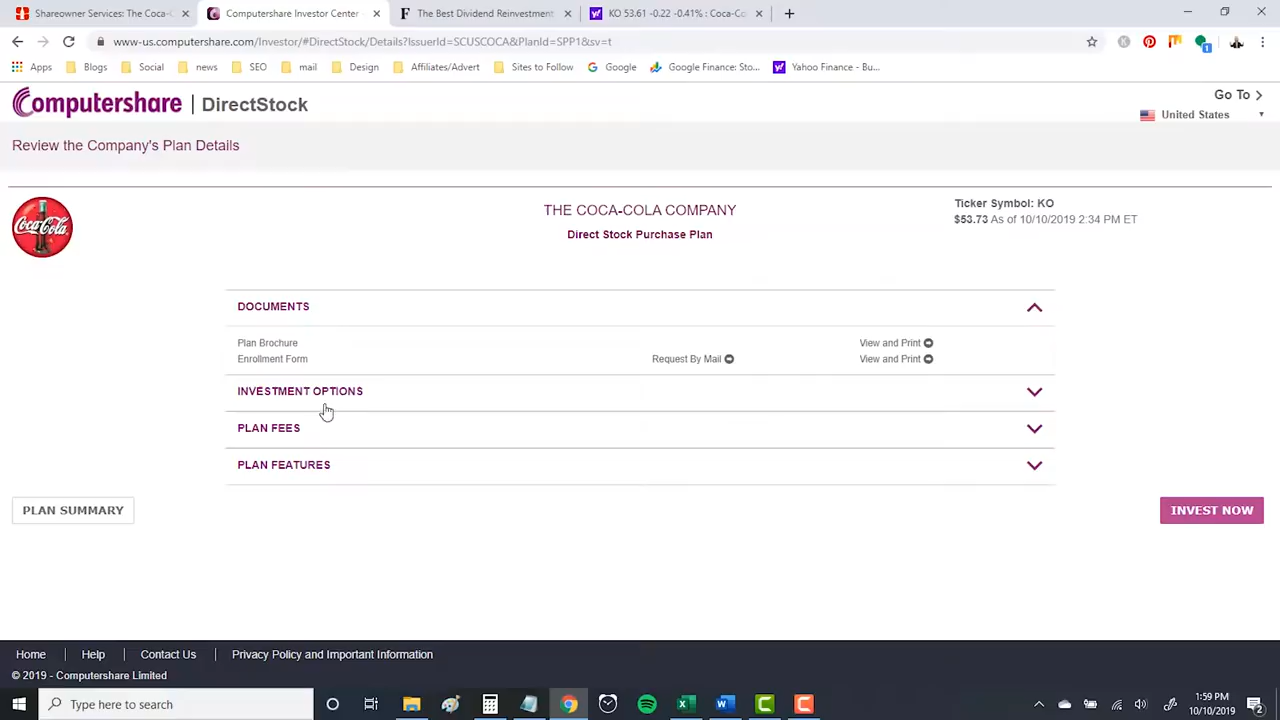 Shareowner Services: The Coca-C
Computershare Investor Center
The Best Dividend Reinvestment
KO 53.61 -0.22 -0.41% : Coca-Co
www-us.computershare.com/Investor/#DirectStock/Details?IssuerId=SCUSCOCA&PlanId=SPP1&sv=t
Apps
Blogs
Social
news
SEO
mail
Design
Affiliates/Advert
Sites to Follow
Google
Google Finance: Sto...
Yahoo Finance - Bu...
Computershare | DirectStock
Go To
United States
Review the Company's Plan Details
Coca-Cola
THE COCA-COLA COMPANY
Direct Stock Purchase Plan
Ticker Symbol: KO
$53.73 As of 10/10/2019 2:34 PM ET
DOCUMENTS
Plan Brochure View and Print
Enrollment Form Request By Mail View and Print
INVESTMENT OPTIONS
PLAN FEES
PLAN FEATURES
PLAN SUMMARY
INVEST NOW
Home | Help | Contact Us | Privacy Policy and Important Information
© 2019 - Computershare Limited
Type here to search
1:59 PM
10/10/2019